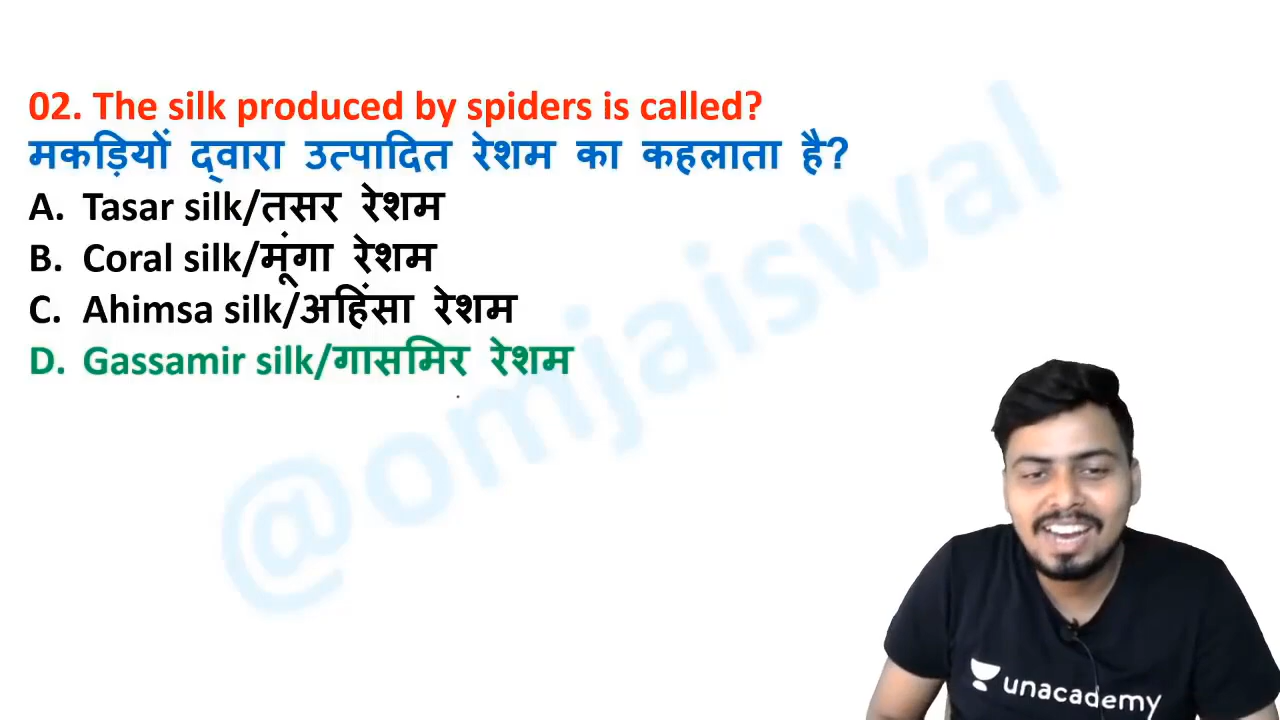 02. The silk produced by spiders is called?
मकड़ियों द्वारा उत्पादित रेशम का कहलाता है?
A. Tasar silk/तसर रेशम
B. Coral silk/मूंगा रेशम
C. Ahimsa silk/अहिंसा रेशम
D. Gassamir silk/गासमिर रेशम
@omjaiswal
unacademy